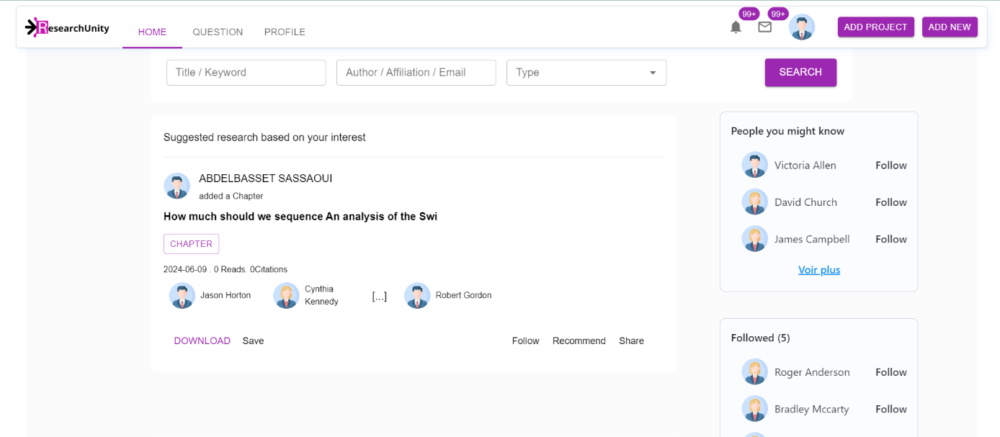 99+ 99+
ResearchUnity HOME QUESTION PROFILE ADD PROJECT ADD NEW
Title / Keyword Author / Affiliation / Email Type SEARCH
Suggested research based on your interest
ABDELBASSET SASSAOUI
added a Chapter
How much should we sequence An analysis of the Swi
CHAPTER
2024-06-09 . 0 Reads. 0Citations
Jason Horton
Cynthia
Kennedy
[...]
Robert Gordon
DOWNLOAD Save Follow Recommend Share
People you might know
Victoria Allen Follow
David Church Follow
James Campbell Follow
Voir plus
Followed (5)
Roger Anderson Follow
Bradley Mccarty Follow